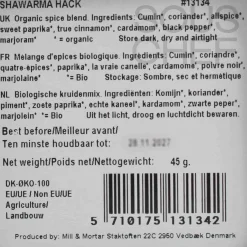 SHAWARMA HACK #13134
UK Organic spice blend. Ingredients: Cumin*, coriander*, allspice*,
sweet paprika*, true cinnamon*, cardamom*, black pepper*,
marjoram* *= organic Store dark, dry and airtight
FR Mélange d'épices biologique. Ingrédients: Cumin*, coriandre*,
quatre-épices*, paprika*, la vraie canelle*, cardamome*, poivre noir*,
marjolaine* *= Bio Stockage: Sombre, sec et hermétique
NL Biologische kruidenmix. Ingrediënten: Komijn*, koriander*,
piment*, zoete paprika*, echte kaneel*, kardamom*, zwarte peper*,
marjolein* *= Bio Uit het licht, droog en luchtdicht bewaren.
Best before/Meilleur avant/
Ten minste houdbaar tot: 28 11 2027
Net weight/Poids net/Nettogewicht: 45 g.
DK-ØKO-100
EU/UE / Non EU/UE
Agriculture/
Landbouw
5 710175 131342
Produced by: Mill & Mortar Staktoften 22C 2950 Vedbæk Denmark